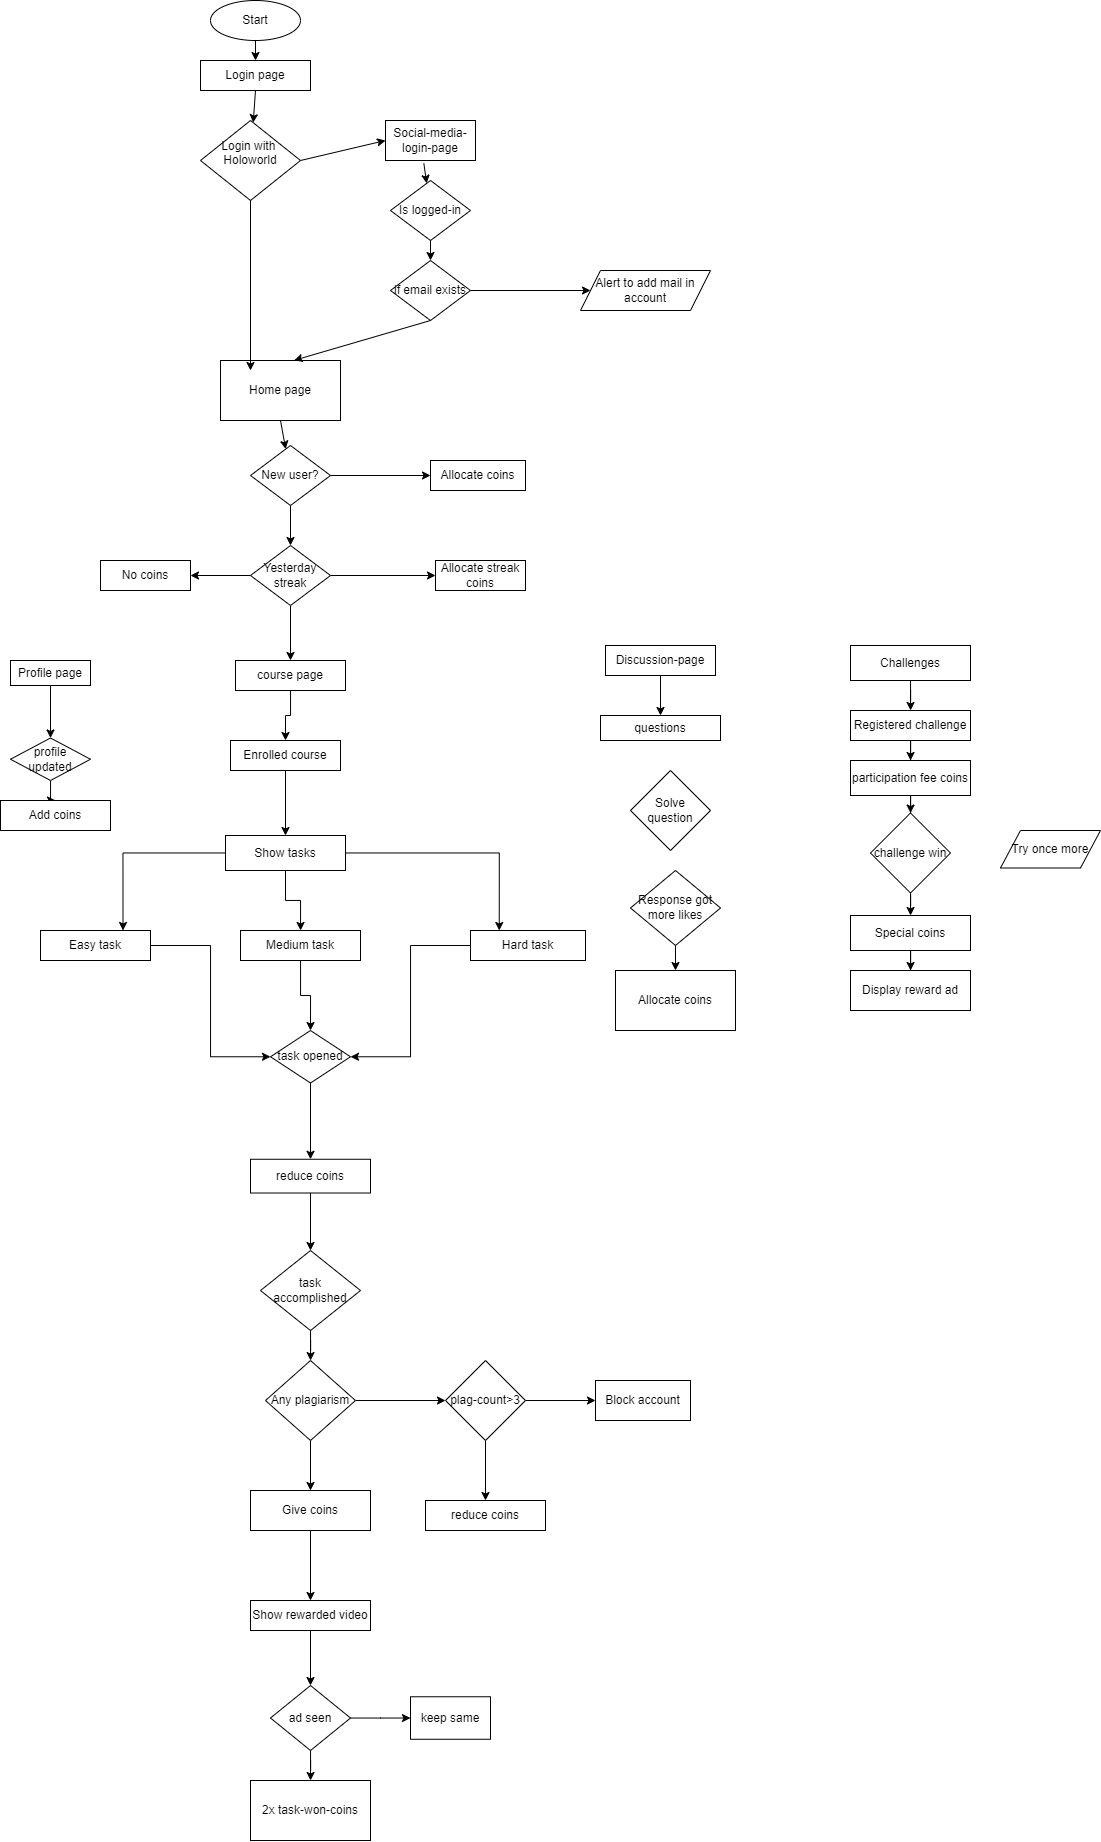 Start
Login page
Login with
Holoworld
Social-media-
login-page
Is logged-in
If email exists
Alert to add mail in
account
Home page
New user?
Allocate coins
No coins
Yesterday
streak
Allocate streak
coins
Profile page
profile
updated
Add coins
course page
Enrolled course
Show tasks
Easy task
Medium task
Hard task
task opened
reduce coins
task
accomplished
Any plagiarism
plag-count>3
Block account
Give coins
reduce coins
Show rewarded video
ad seen
keep same
2x task-won-coins
Discussion-page
questions
Solve
question
Response got
more likes
Allocate coins
Challenges
Registered challenge
participation fee coins
challenge win
Try once more
Special coins
Display reward ad